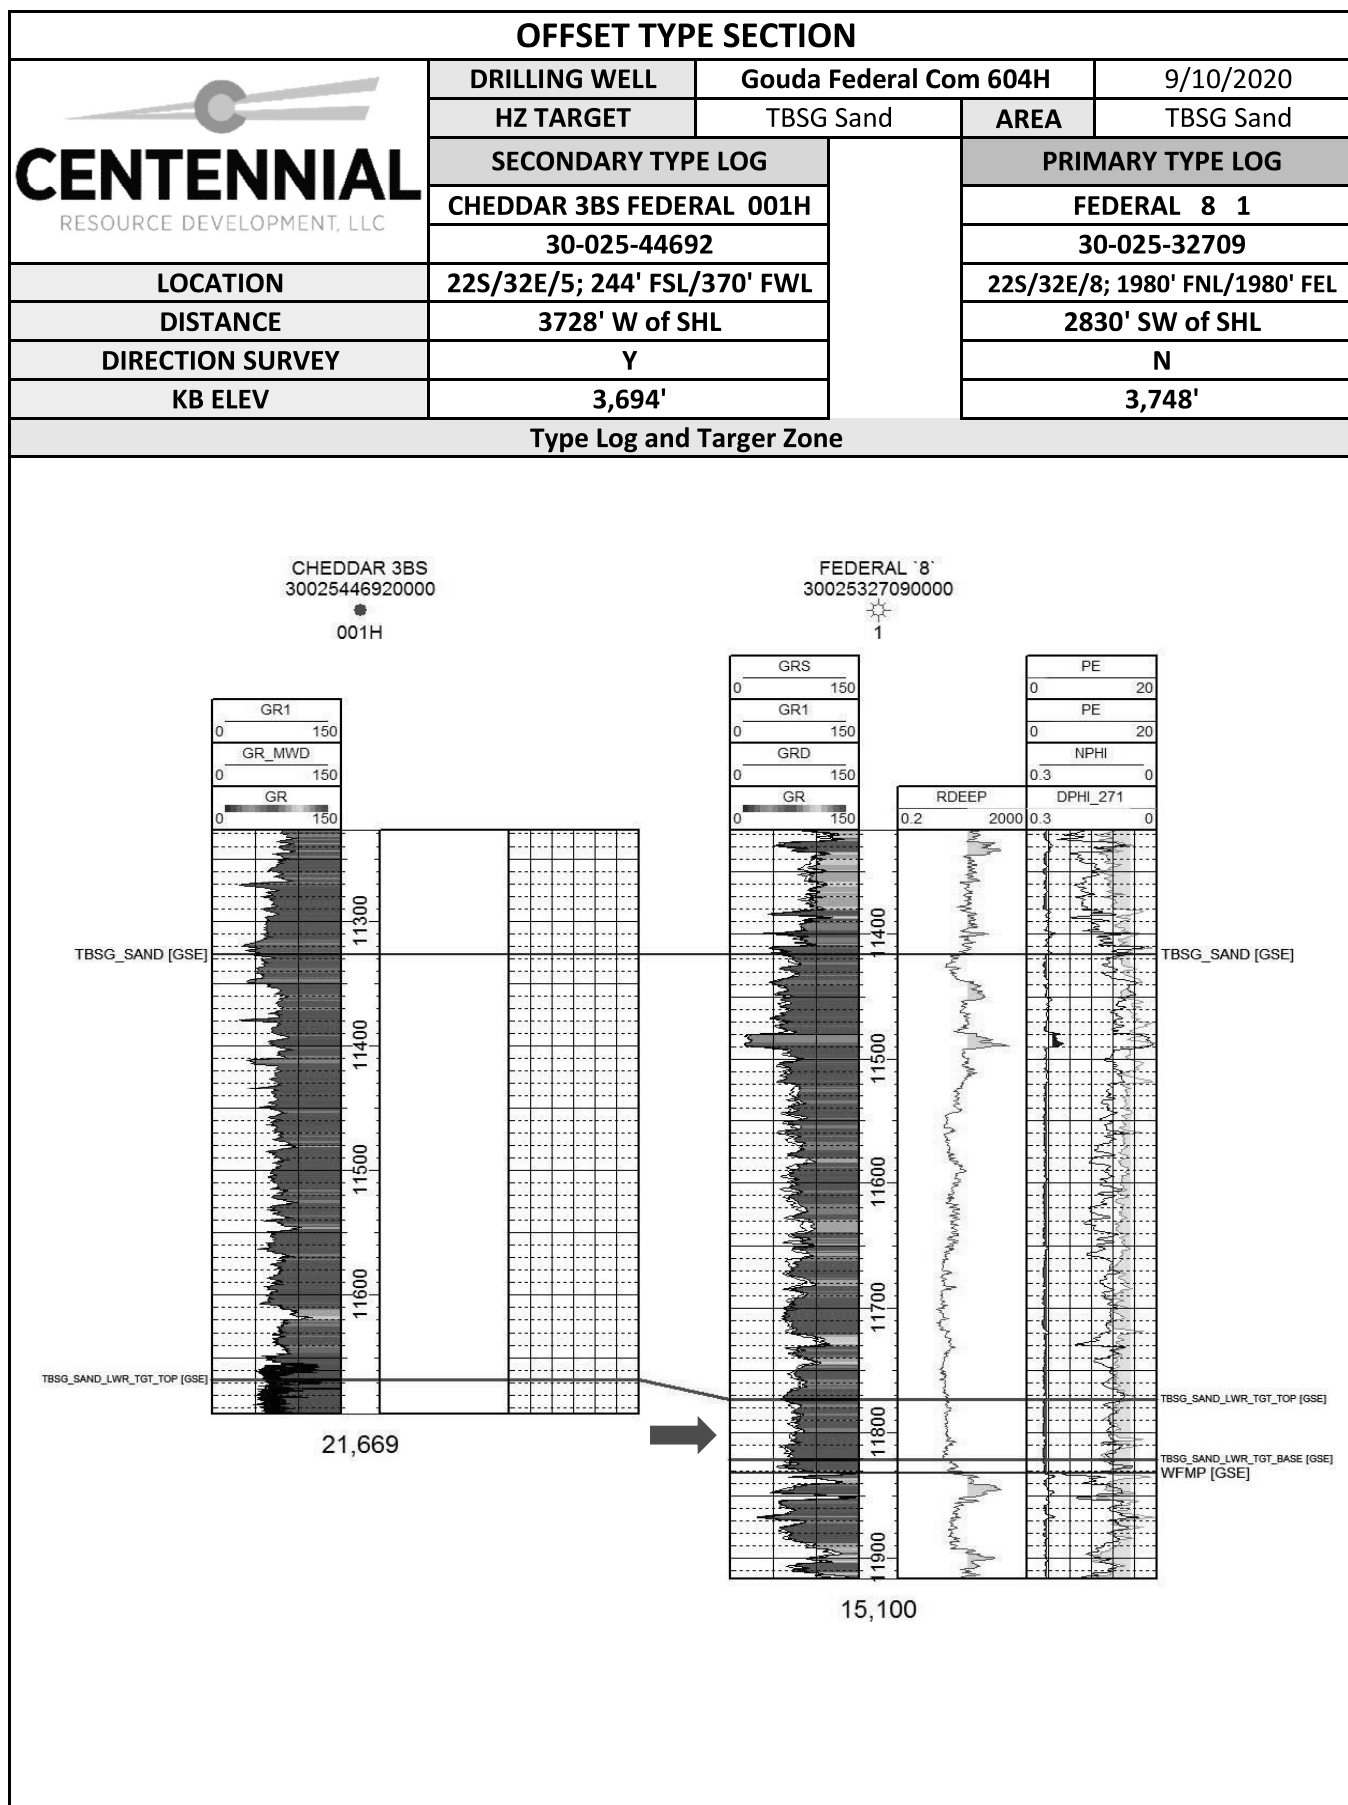 OFFSET TYPE SECTION
CENTENNIAL
RESOURCE DEVELOPMENT, LLC
DRILLING WELL Gouda Federal Com 604H 9/10/2020
HZ TARGET TBSG Sand AREA TBSG Sand
SECONDARY TYPE LOG PRIMARY TYPE LOG
CHEDDAR 3BS FEDERAL 001H FEDERAL 8 1
30-025-44692 30-025-32709
LOCATION 22S/32E/5; 244' FSL/370' FWL 22S/32E/8; 1980' FNL/1980' FEL
DISTANCE 3728' W of SHL 2830' SW of SHL
DIRECTION SURVEY Y N
KB ELEV 3,694' 3,748'
Type Log and Targer Zone
CHEDDAR 3BS FEDERAL `8`
30025446920000 30025327090000
001H 1
GRS PE
0 150 0 20
GR1 GR1 PE
0 150 0 150 0 20
GR_MWD GRD NPHI
0 150 0 150 0.3 0
GR GR RDEEP DPHI_271
0 150 0 150 0.2 2000 0.3 0
11300 11400
TBSG_SAND [GSE] TBSG_SAND [GSE]
11400 11500
11500 11600
11600 11700
TBSG_SAND_LWR_TGT_TOP [GSE] TBSG_SAND_LWR_TGT_TOP [GSE]
11800
21,669
TBSG_SAND_LWR_TGT_BASE [GSE]
WFMP [GSE]
11900
15,100